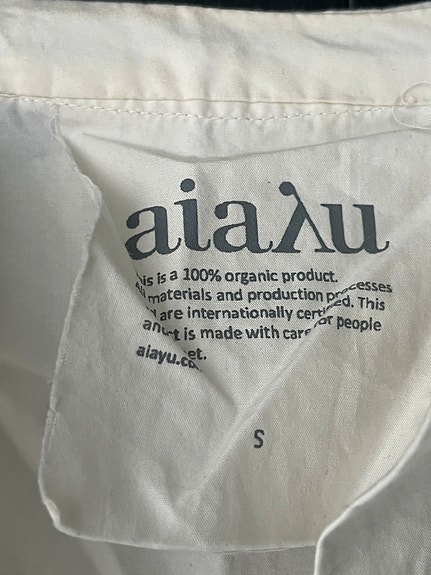 aiaλu
is is a 100% organic product.
materials and production processes
are internationally certified. This
is made with care for people
et.
aiayu.co
S